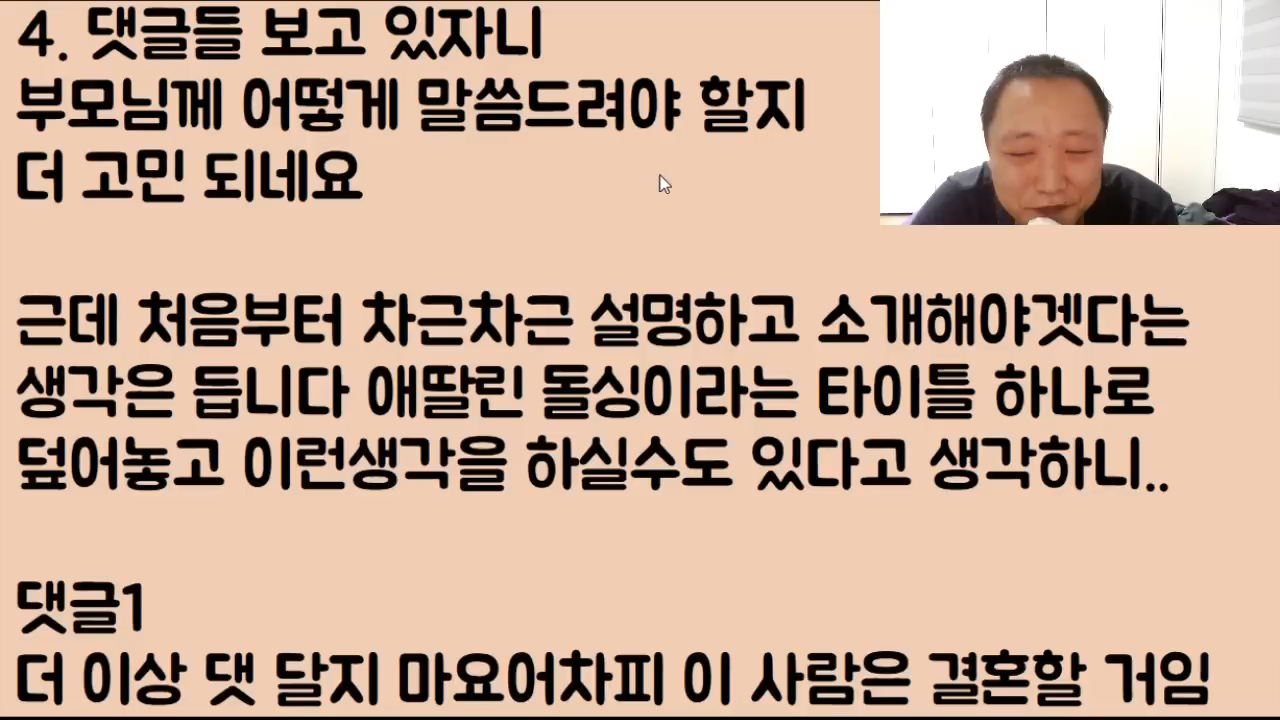 4. 댓글들 보고 있자니
부모님께 어떻게 말씀드려야 할지
더 고민 되네요
근데 처음부터 차근차근 설명하고 소개해야겟다는
생각은 듭니다 애딸린 돌싱이라는 타이틀 하나로
덮어놓고 이런생각을 하실수도 있다고 생각하니..
댓글1
더 이상 댓 달지 마요어차피 이 사람은 결혼할 거임